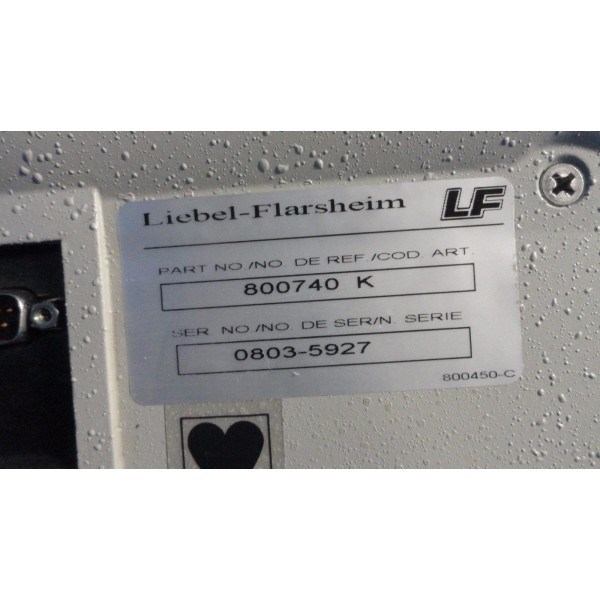 Liebel-Flarsheim LF
PART NO./NO. DE REF./COD. ART.
800740 K
SER. NO./NO. DE SER/N. SERIE
0803-5927
800450-C